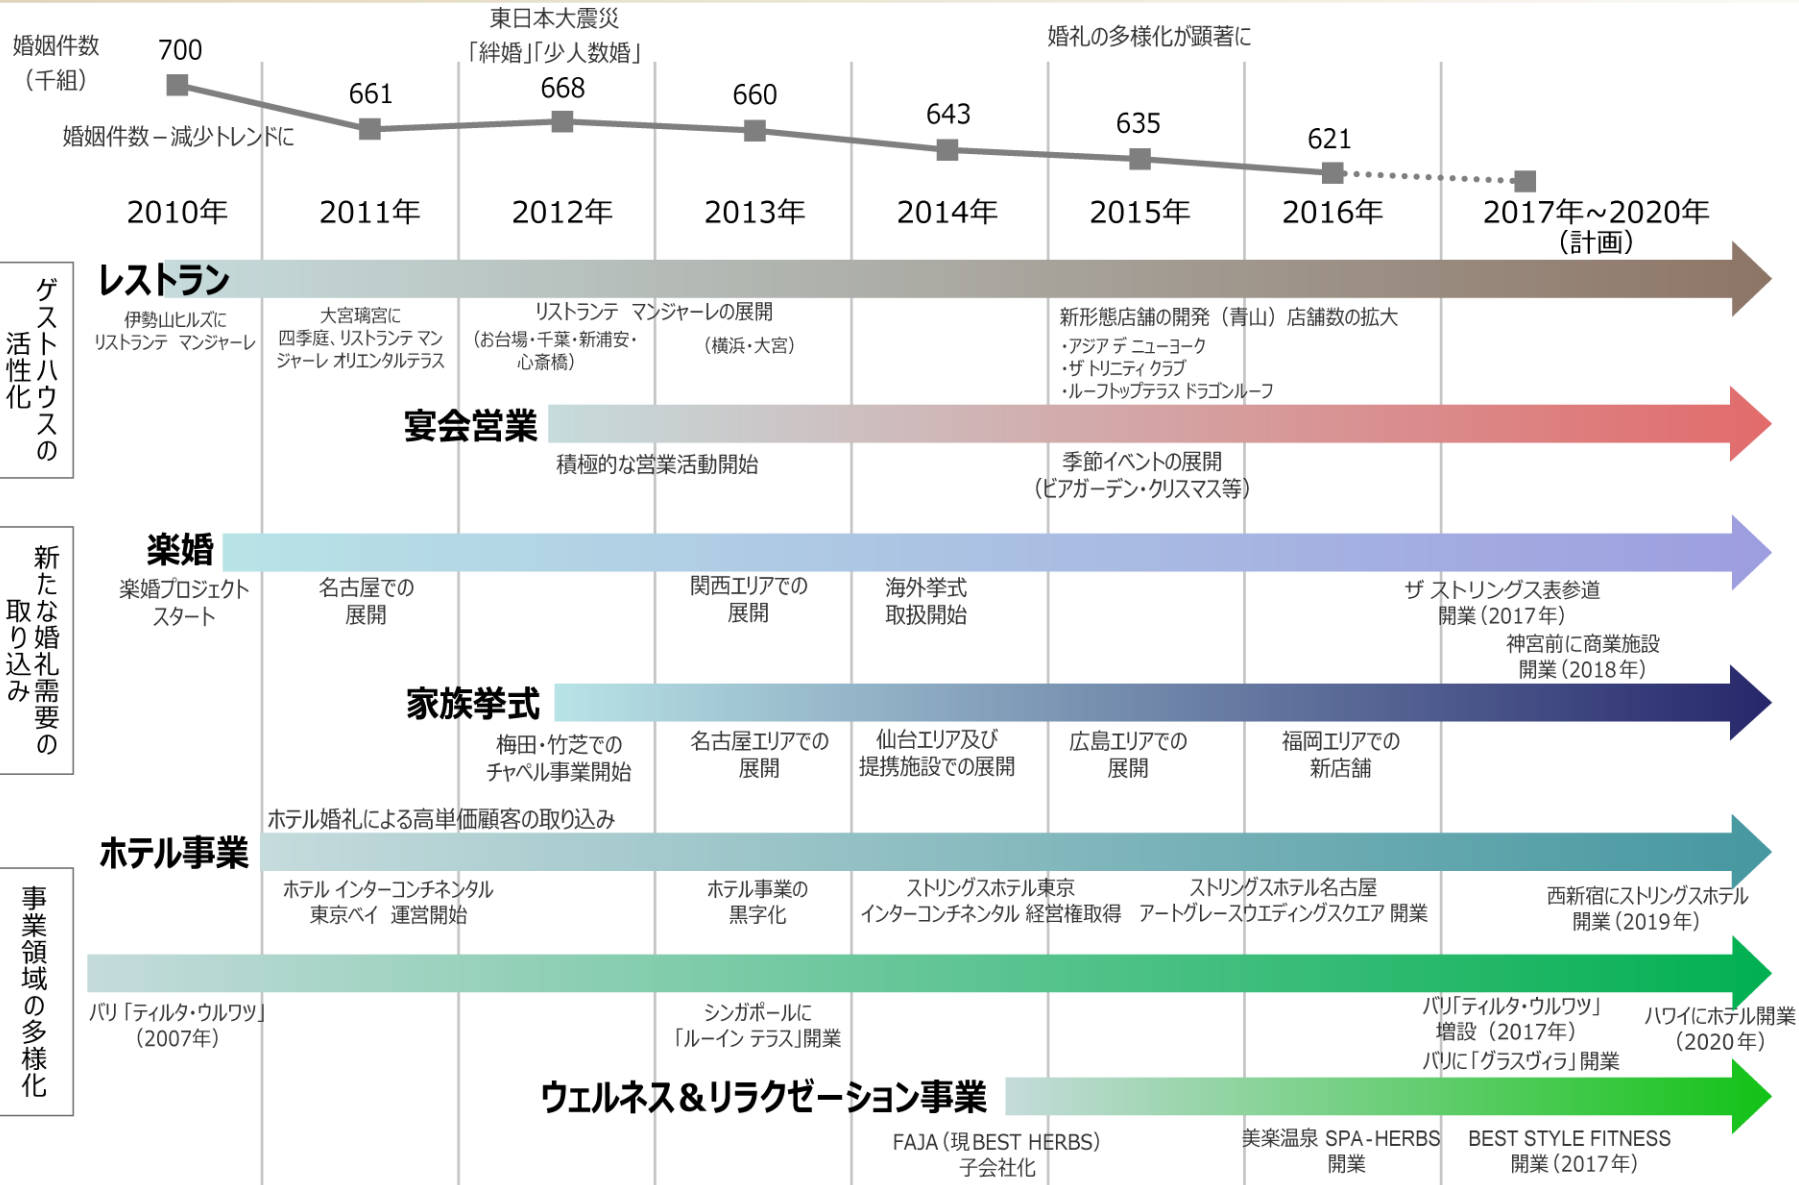 婚姻件数
（千組）
700
東日本大震災
「絆婚」「少人数婚」
婚礼の多様化が顕著に
661
668
660
643
635
621
婚姻件数－減少トレンドに
2010年
2011年
2012年
2013年
2014年
2015年
2016年
2017年~2020年
（計画）
ゲストハウスの
活性化
レストラン
伊勢山ヒルズに
リストランテ マンジャーレ
大宮璃宮に
四季庭、リストランテ マン
ジャーレ オリエンタルテラス
リストランテ マンジャーレの展開
（お台場・千葉・新浦安・
心斎橋）
（横浜・大宮）
新形態店舗の開発（青山）店舗数の拡大
・アジア デ ニューヨーク
・ザ トリニティ クラブ
・ルーフトップテラス ドラゴンルーフ
宴会営業
積極的な営業活動開始
季節イベントの展開
（ビアガーデン・クリスマス等）
新たな婚礼需要の
取り込み
楽婚
楽婚プロジェクト
スタート
名古屋での
展開
関西エリアでの
展開
海外挙式
取扱開始
ザ ストリングス表参道
開業（2017年）
神宮前に商業施設
開業（2018年）
家族挙式
梅田・竹芝での
チャペル事業開始
名古屋エリアでの
展開
仙台エリア及び
提携施設での展開
広島エリアでの
展開
福岡エリアでの
新店舗
事業領域の多様化
ホテル婚礼による高単価顧客の取り込み
ホテル事業
ホテル インターコンチネンタル
東京ベイ 運営開始
ホテル事業の
黒字化
ストリングスホテル東京
インターコンチネンタル 経営権取得
ストリングスホテル名古屋
アートグレースウエディングスクエア 開業
西新宿にストリングスホテル
開業（2019年）
バリ「ティルタ・ウルワツ」
（2007年）
シンガポールに
「ルーイン テラス」開業
バリ「ティルタ・ウルワツ」
増設（2017年）
バリに「グラスヴィラ」開業
ハワイにホテル開業
（2020年）
ウェルネス＆リラクゼーション事業
FAJA（現BEST HERBS）
子会社化
美楽温泉 SPA-HERBS
開業
BEST STYLE FITNESS
開業（2017年）